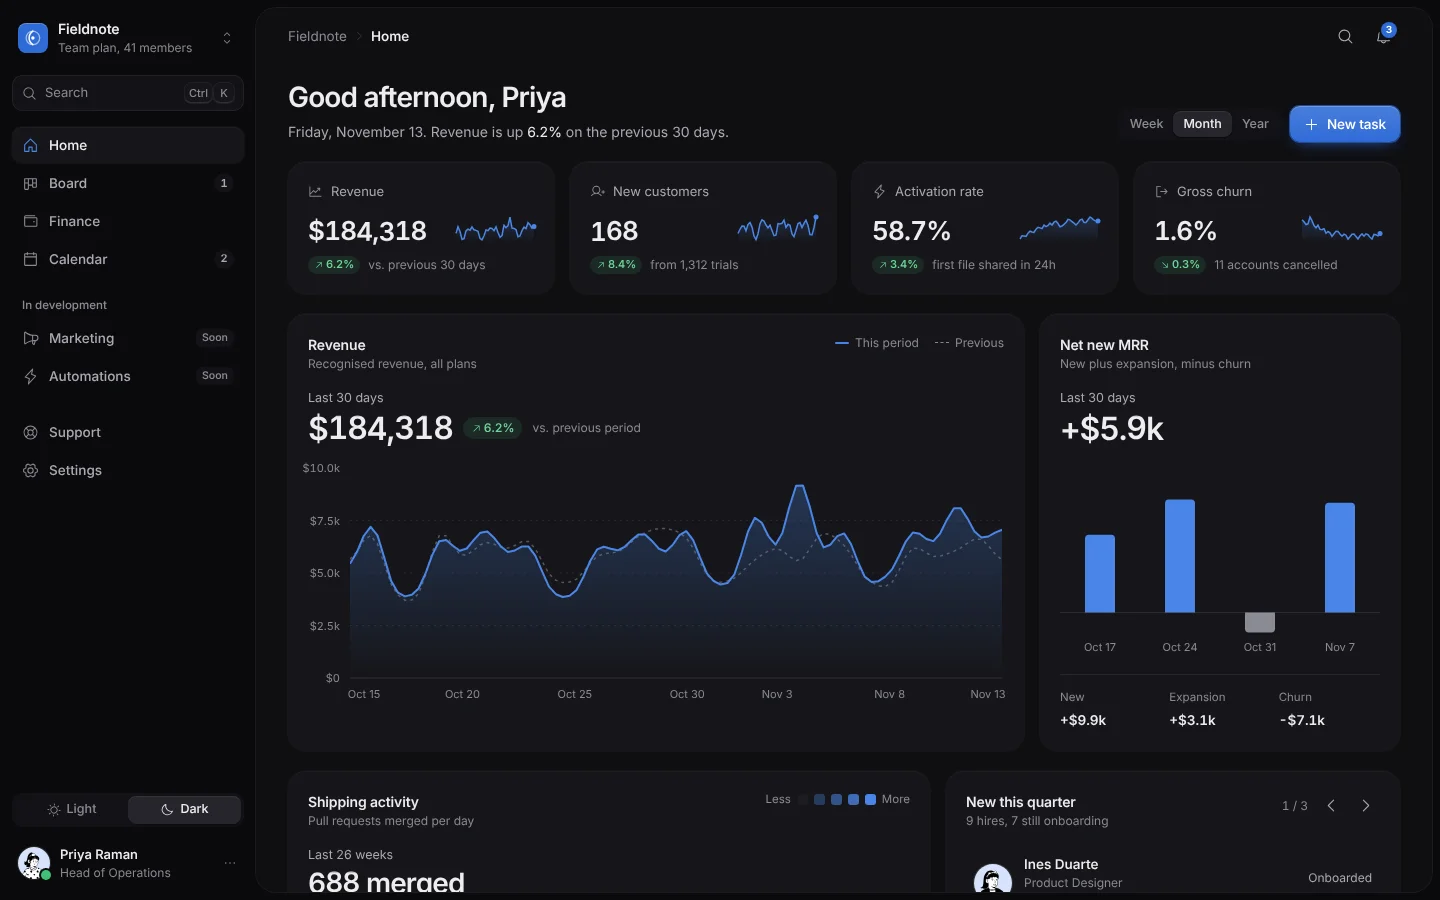 Fieldnote
Team plan, 41 members
Search
Ctrl K
Home
Board 1
Finance
Calendar 2
In development
Marketing Soon
Automations Soon
Support
Settings
Light Dark
Priya Raman
Head of Operations
Fieldnote Home
3
Good afternoon, Priya
Friday, November 13. Revenue is up 6.2% on the previous 30 days.
Week Month Year
New task
Revenue
$184,318
6.2% vs. previous 30 days
New customers
168
8.4% from 1,312 trials
Activation rate
58.7%
3.4% first file shared in 24h
Gross churn
1.6%
0.3% 11 accounts cancelled
Revenue
Recognised revenue, all plans
This period Previous
Last 30 days
$184,318 6.2% vs. previous period
$10.0k
$7.5k
$5.0k
$2.5k
$0
Oct 15 Oct 20 Oct 25 Oct 30 Nov 3 Nov 8 Nov 13
Net new MRR
New plus expansion, minus churn
Last 30 days
+$5.9k
Oct 17 Oct 24 Oct 31 Nov 7
New Expansion Churn
+$9.9k +$3.1k -$7.1k
Shipping activity
Pull requests merged per day
Less More
Last 26 weeks
688 merged
New this quarter
9 hires, 7 still onboarding
1 / 3
Ines Duarte
Product Designer
Onboarded